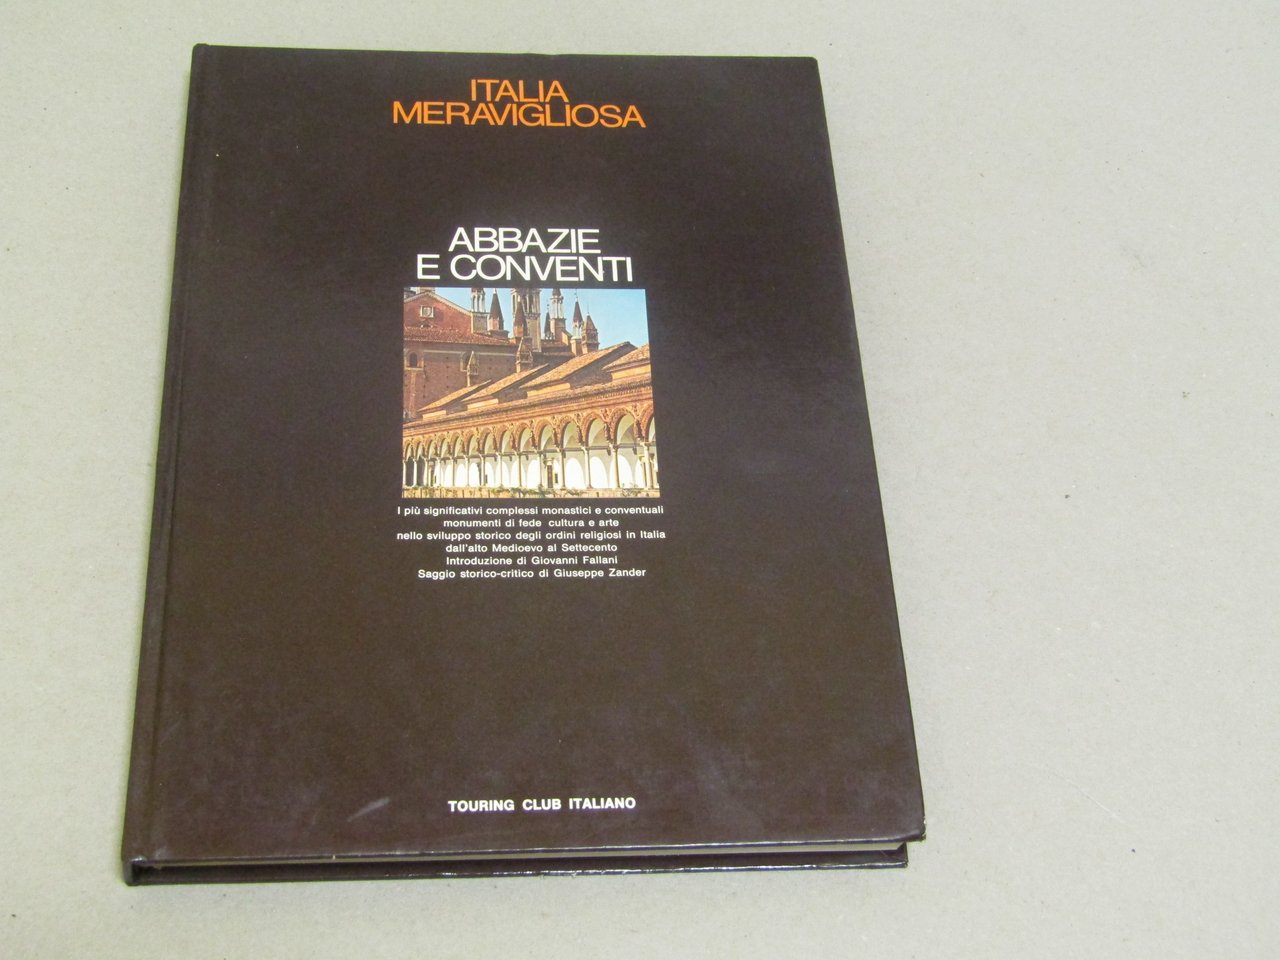 ITALIA
MERAVIGLIOSA
ABBAZIE
E CONVENTI
I più significativi complessi monastici e conventuali
monumenti di fede cultura e arte
nello sviluppo storico degli ordini religiosi in Italia
dall'alto Medioevo al Settecento
Introduzione di Giovanni Fallani
Saggio storico-critico di Giuseppe Zander
TOURING CLUB ITALIANO